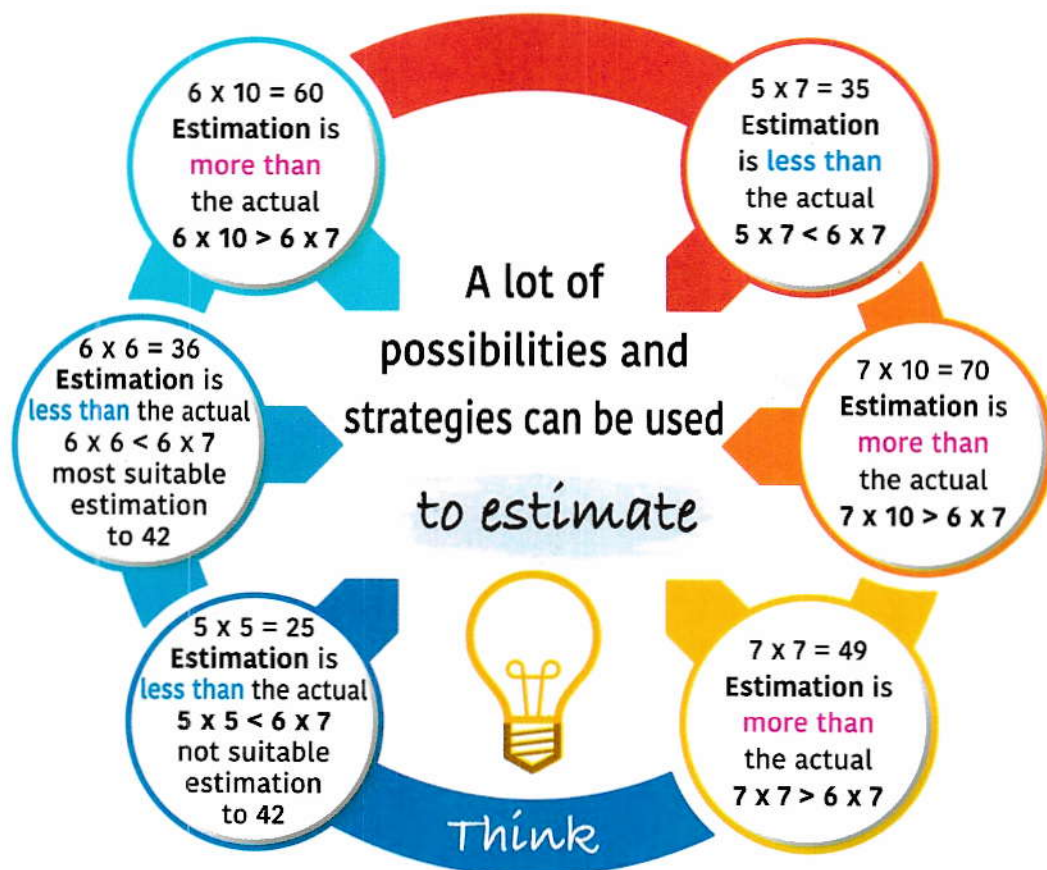 6 x 10 = 60
Estimation is
more than
the actual
6 x 10 > 6 x 7
5 x 7 = 35
Estimation
is less than
the actual
5 x 7 < 6 x 7
A lot of
possibilities and
strategies can be used
to estimate
6 x 6 = 36
Estimation is
less than the actual
6 x 6 < 6 x 7
most suitable
estimation
to 42
7 x 10 = 70
Estimation is
more than
the actual
7 x 10 > 6 x 7
5 x 5 = 25
Estimation is
less than the actual
5 x 5 < 6 x 7
not suitable
estimation
to 42
7 x 7 = 49
Estimation is
more than
the actual
7 x 7 > 6 x 7
Think